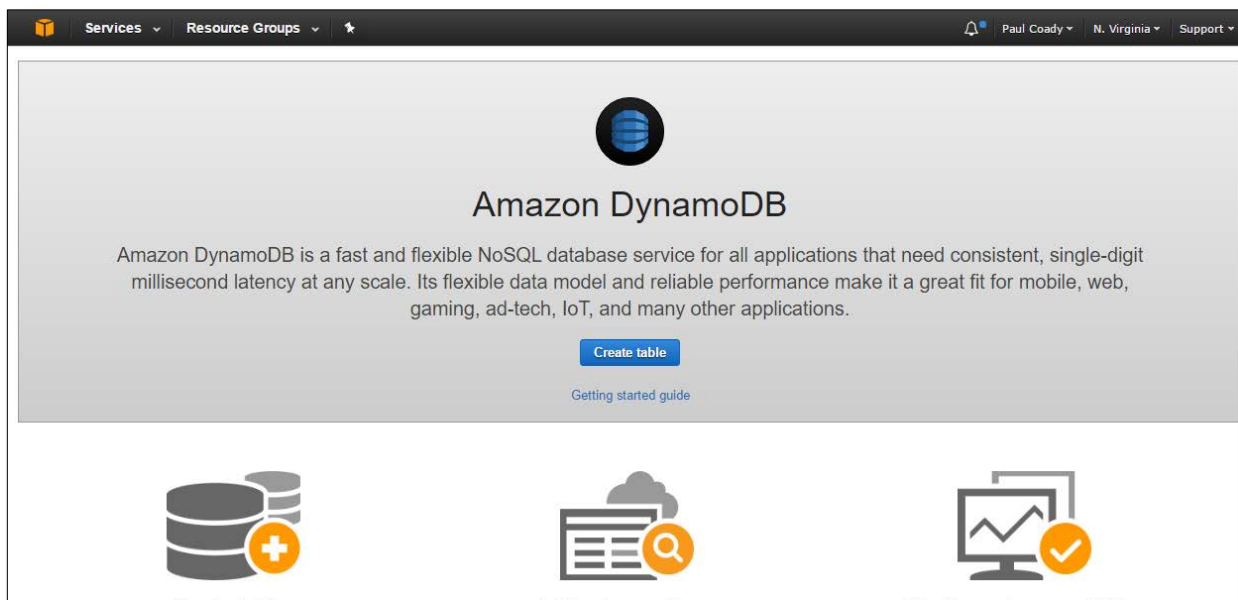 Services
Resource Groups
Paul Coady
N. Virginia
Support
Amazon DynamoDB
Amazon DynamoDB is a fast and flexible NoSQL database service for all applications that need consistent, single-digit
millisecond latency at any scale. Its flexible data model and reliable performance make it a great fit for mobile, web,
gaming, ad-tech, IoT, and many other applications.
Create table
Getting started guide